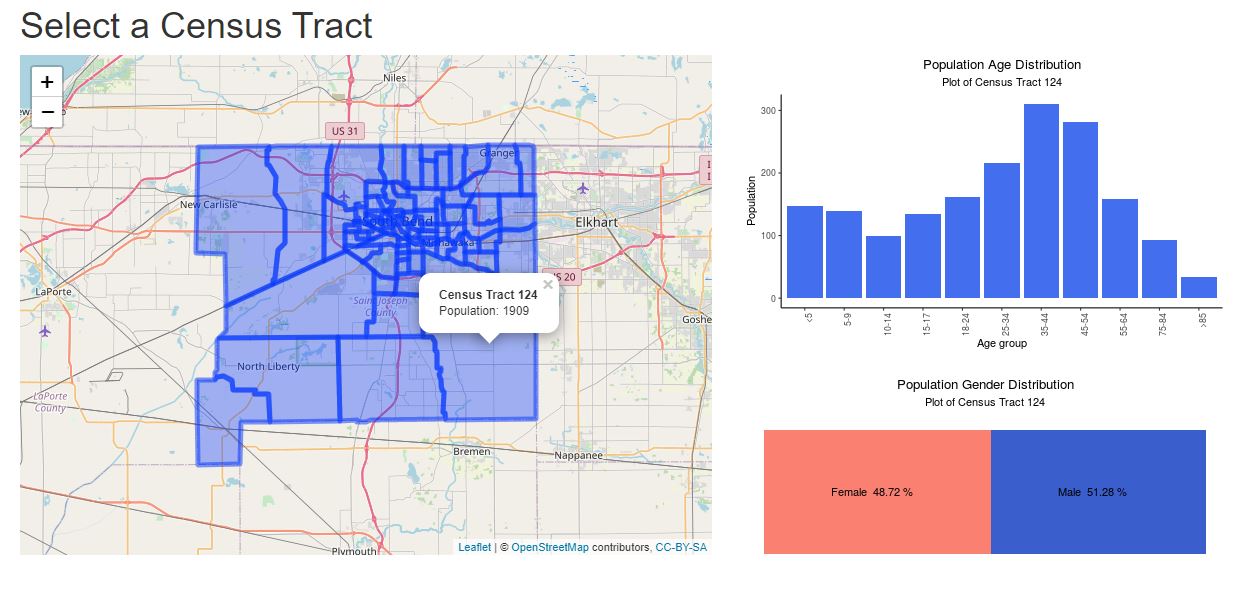 Select a Census Tract
+
−
Niles
US 31
Granger
New Carlisle
South Bend
Elkhart
Mishawaka
US 20
LaPorte
Saint Joseph
County
Census Tract 124
×
Population: 1909
Goshe
North Liberty
LaPorte
County
Bremen
Nappanee
Plymouth
Leaflet | © OpenStreetMap contributors, CC-BY-SA
Population Age Distribution
Plot of Census Tract 124
Population
300
200
100
0
<5
5-9
10-14
15-17
18-24
25-34
35-44
45-54
55-64
75-84
>85
Age group
Population Gender Distribution
Plot of Census Tract 124
Female 48.72 %
Male 51.28 %